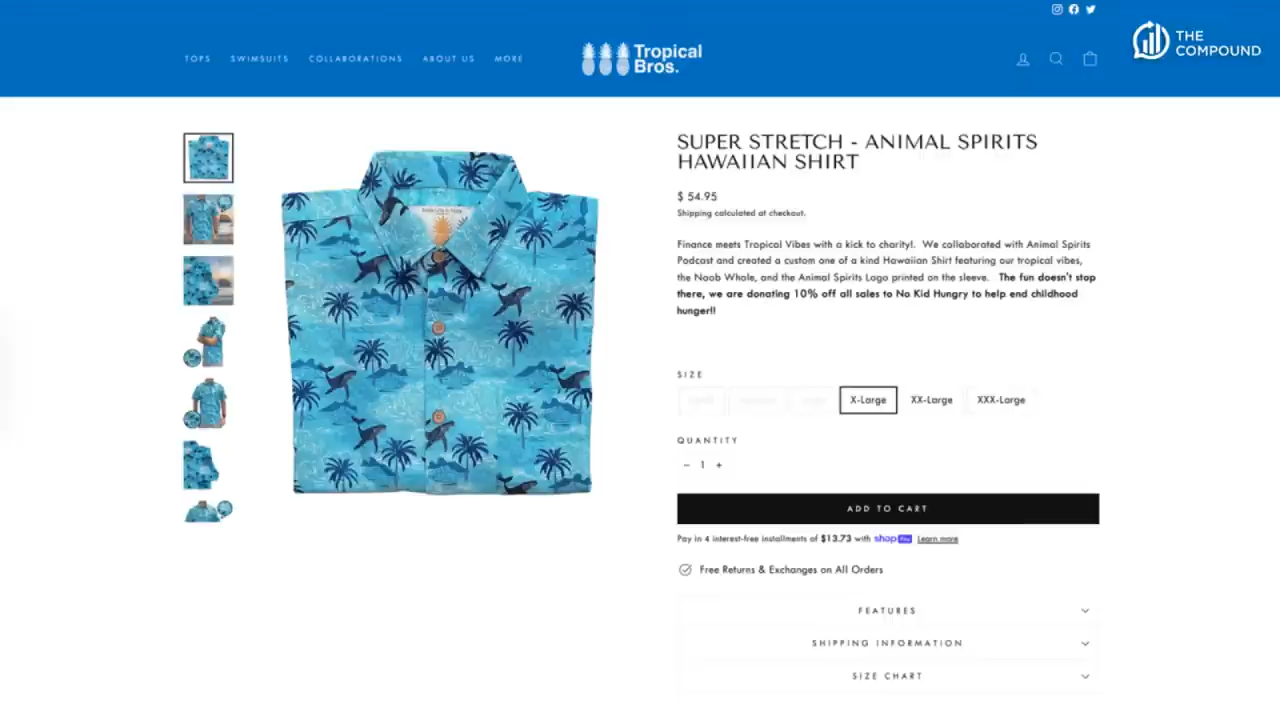 THE
COMPOUND
TOPS SWIMSUITS COLLABORATIONS ABOUT US MORE
Tropical
Bros.
SUPER STRETCH - ANIMAL SPIRITS
HAWAIIAN SHIRT
$ 54.95
Shipping calculated at checkout.
Finance meets Tropical Vibes with a kick to charity!. We collaborated with Animal Spirits
Podcast and created a custom one of a kind Hawaiian Shirt featuring our tropical vibes,
the Noob Whole, and the Animal Spirits Logo printed on the sleeve. The fun doesn't stop
there, we are donating 10% off all sales to No Kid Hungry to help end childhood
hunger!!
SIZE
X-Large XX-Large XXX-Large
QUANTITY
− 1 +
ADD TO CART
Pay in 4 interest-free installments of $13.73 with shop Pay Learn more
Free Returns & Exchanges on All Orders
FEATURES
SHIPPING INFORMATION
SIZE CHART